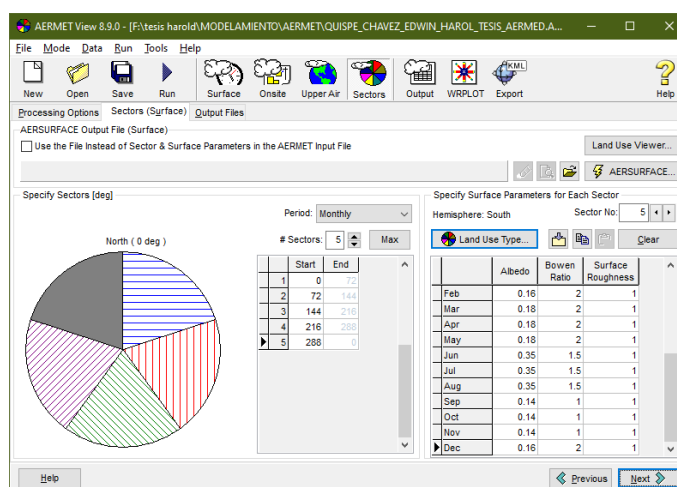 AERMET View 8.9.0 - [F:\tesis harold\MODELAMIENTO\AERMET\QUISPE_CHAVEZ_EDWIN_HAROL_TESIS_AERMED.A...
File Mode Data Run Tools Help
New Open Save Run Surface Onsite Upper Air Sectors Output WRPLOT Export Help
KML
Processing Options Sectors (Surface) Output Files
AERSURFACE Output File (Surface)
Use the File Instead of Sector & Surface Parameters in the AERMET Input File
Land Use Viewer...
AERSURFACE...
Specify Sectors [deg]
Period: Monthly
North ( 0 deg )
# Sectors: 5 Max
Start End
1 0 72
2 72 144
3 144 216
4 216 288
5 288 0
Specify Surface Parameters for Each Sector
Hemisphere: South Sector No: 5
Land Use Type... Clear
Albedo Bowen Ratio Surface Roughness
Feb 0.16 2 1
Mar 0.18 2 1
Apr 0.18 2 1
May 0.18 2 1
Jun 0.35 1.5 1
Jul 0.35 1.5 1
Aug 0.35 1.5 1
Sep 0.14 1 1
Oct 0.14 1 1
Nov 0.14 1 1
Dec 0.16 2 1
Help Previous Next